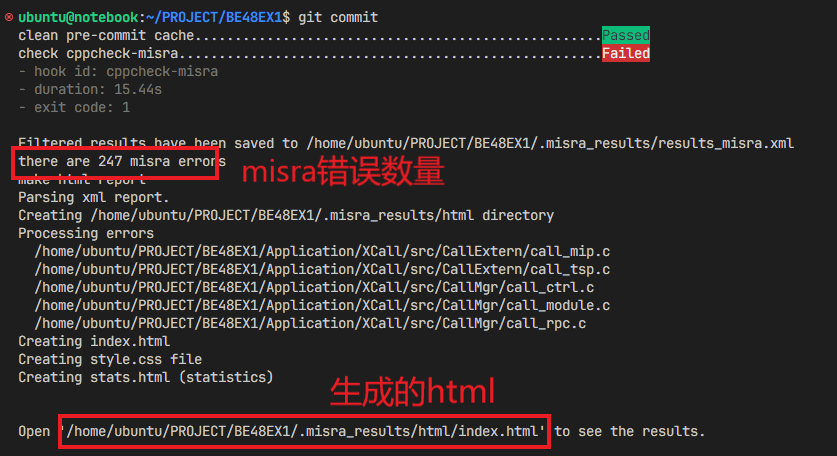 ubuntu@notebook:~/PROJECT/BE48EX1$ git commit
clean pre-commit cache...................................................Passed
check cppcheck-misra.....................................................Failed
- hook id: cppcheck-misra
- duration: 15.44s
- exit code: 1
Filtered results have been saved to /home/ubuntu/PROJECT/BE48EX1/.misra_results/results_misra.xml
there are 247 misra errors
misra错误数量
make html report
Parsing xml report.
Creating /home/ubuntu/PROJECT/BE48EX1/.misra_results/html directory
Processing errors
/home/ubuntu/PROJECT/BE48EX1/Application/XCall/src/CallExtern/call_mip.c
/home/ubuntu/PROJECT/BE48EX1/Application/XCall/src/CallExtern/call_tsp.c
/home/ubuntu/PROJECT/BE48EX1/Application/XCall/src/CallMgr/call_ctrl.c
/home/ubuntu/PROJECT/BE48EX1/Application/XCall/src/CallMgr/call_module.c
/home/ubuntu/PROJECT/BE48EX1/Application/XCall/src/CallMgr/call_rpc.c
Creating index.html
Creating style.css file
Creating stats.html (statistics)
生成的html
Open '/home/ubuntu/PROJECT/BE48EX1/.misra_results/html/index.html' to see the results.